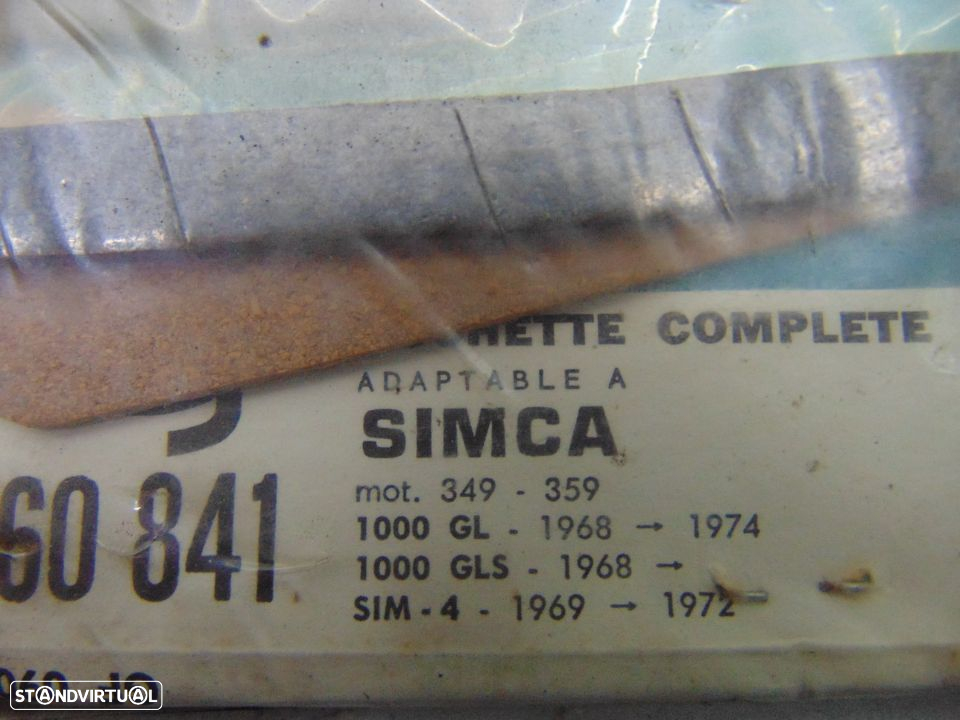 COMPLETE
ADAPTABLE A
SIMCA
60 841
mot. 349 - 359
1000 GL - 1968 → 1974
1000 GLS - 1968 →
SIM - 4 - 1969 → 1972
STANDVIRTUAL